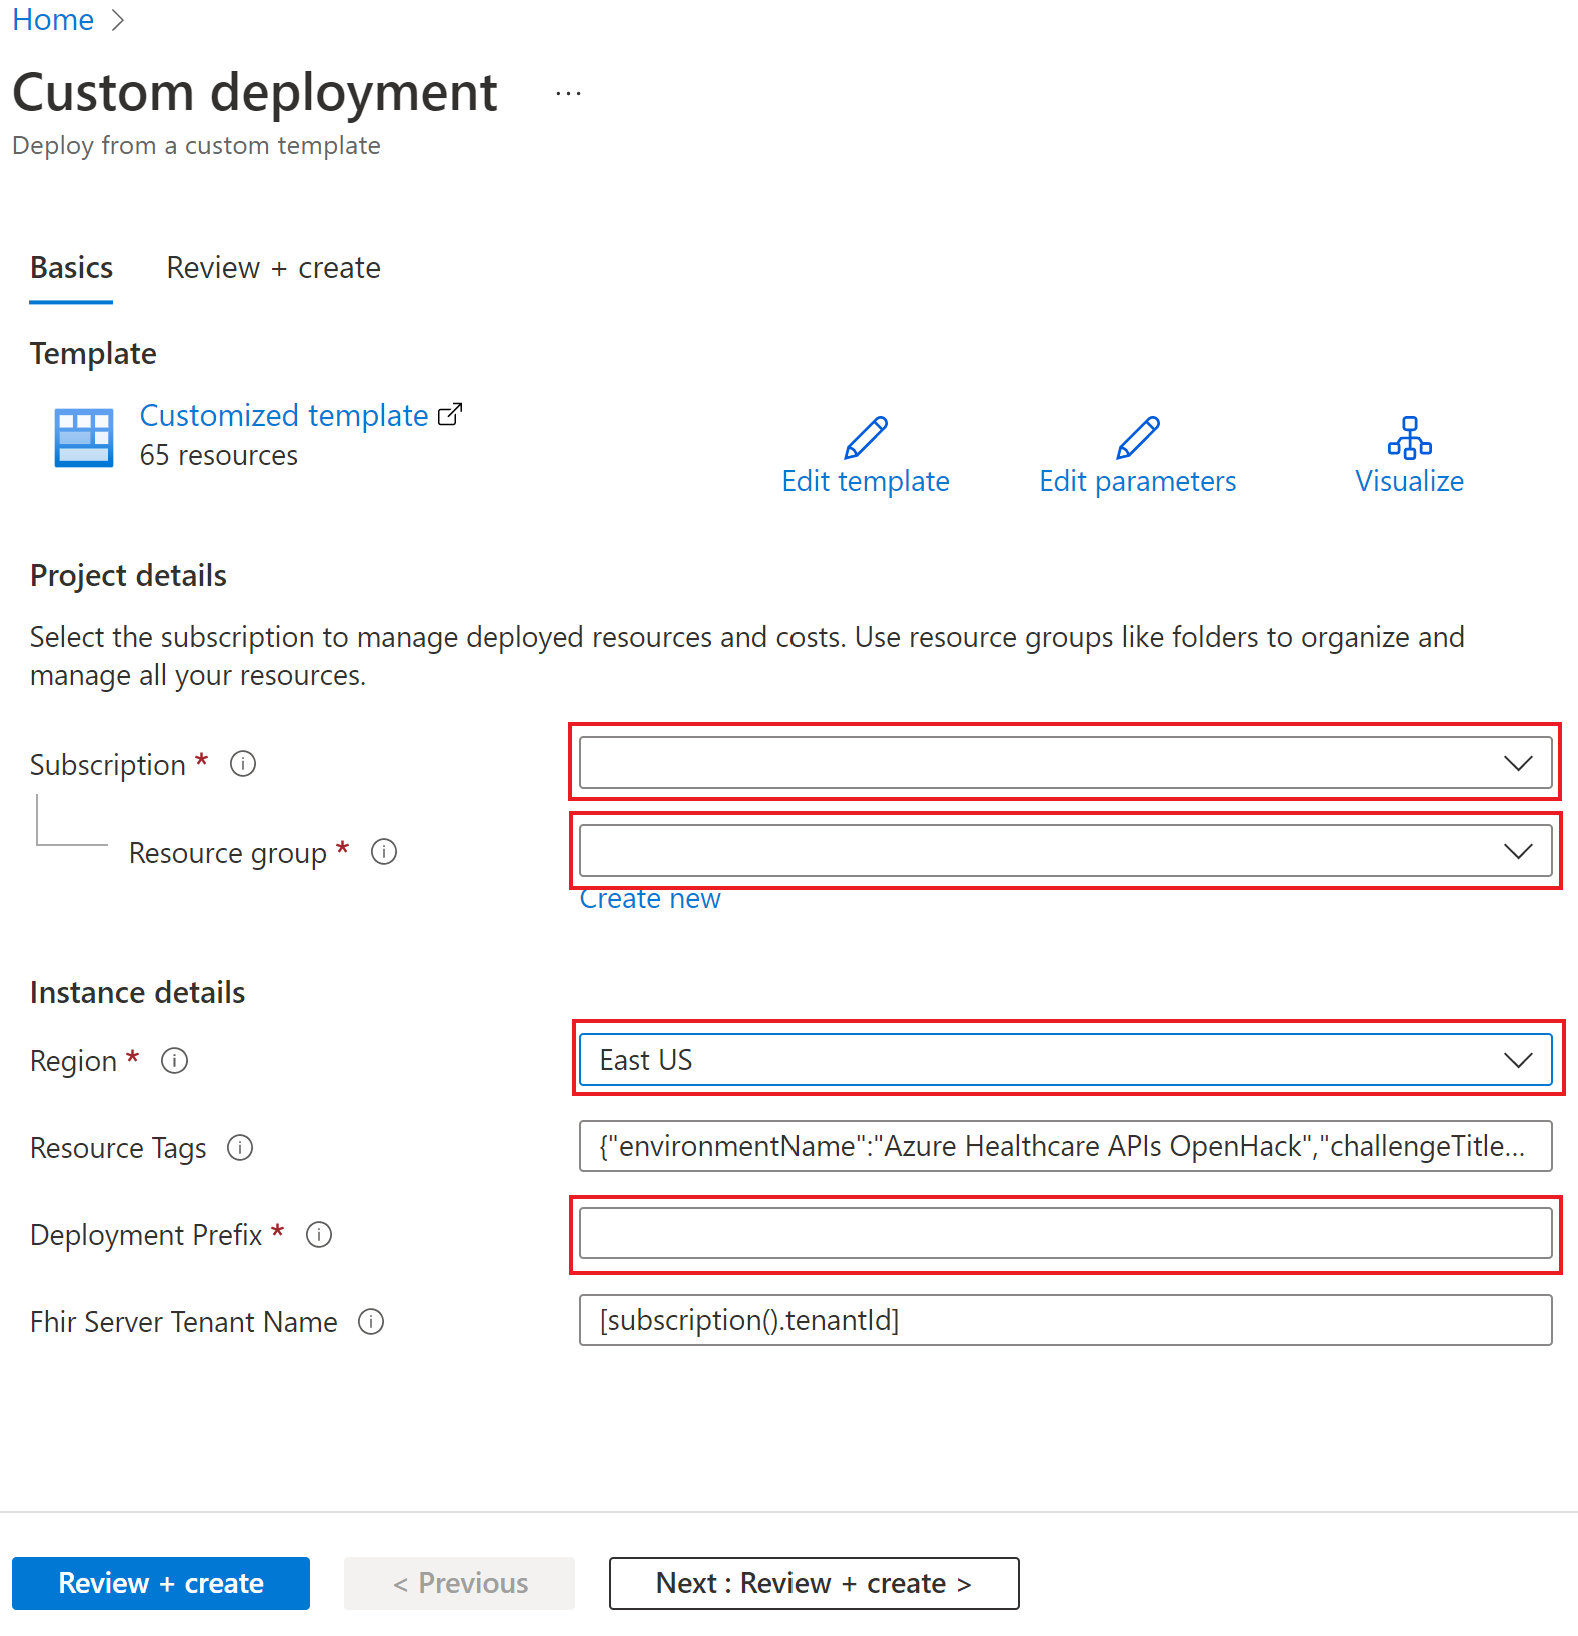 Home >
Custom deployment ...
Deploy from a custom template
Basics Review + create
Template
Customized template
65 resources
Edit template Edit parameters Visualize
Project details
Select the subscription to manage deployed resources and costs. Use resource groups like folders to organize and
manage all your resources.
Subscription *
Resource group *
Create new
Instance details
Region * East US
Resource Tags {"environmentName":"Azure Healthcare APIs OpenHack","challengeTitle...
Deployment Prefix *
Fhir Server Tenant Name [subscription().tenantId]
Review + create < Previous Next : Review + create >